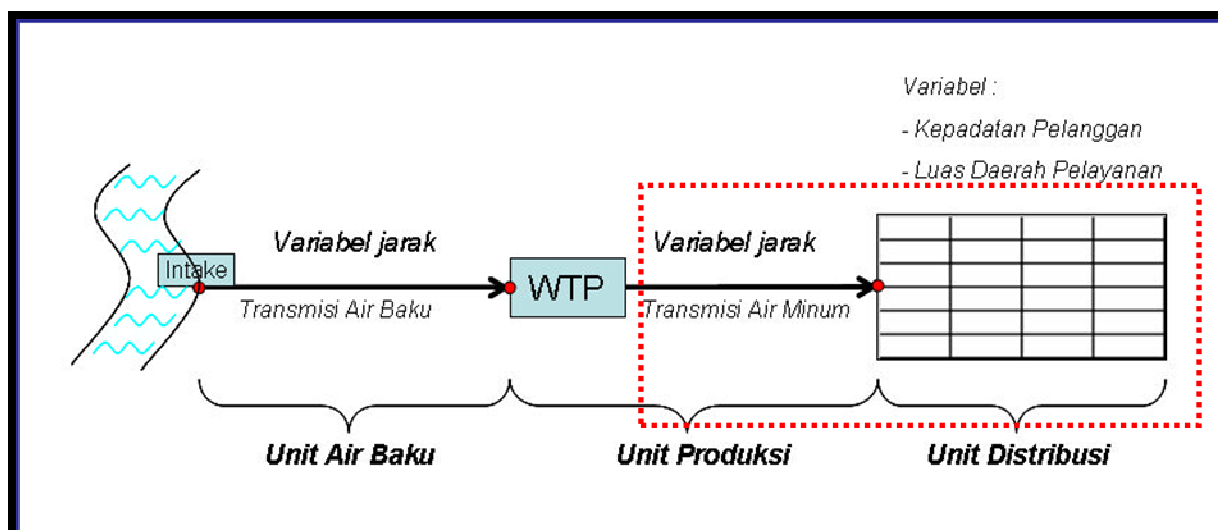 Variabel :
- Kepadatan Pelanggan
- Luas Daerah Pelayanan
Variabel jarak
Variabel jarak
Intake
WTP
Transmisi Air Baku
Transmisi Air Minum
Unit Air Baku
Unit Produksi
Unit Distribusi